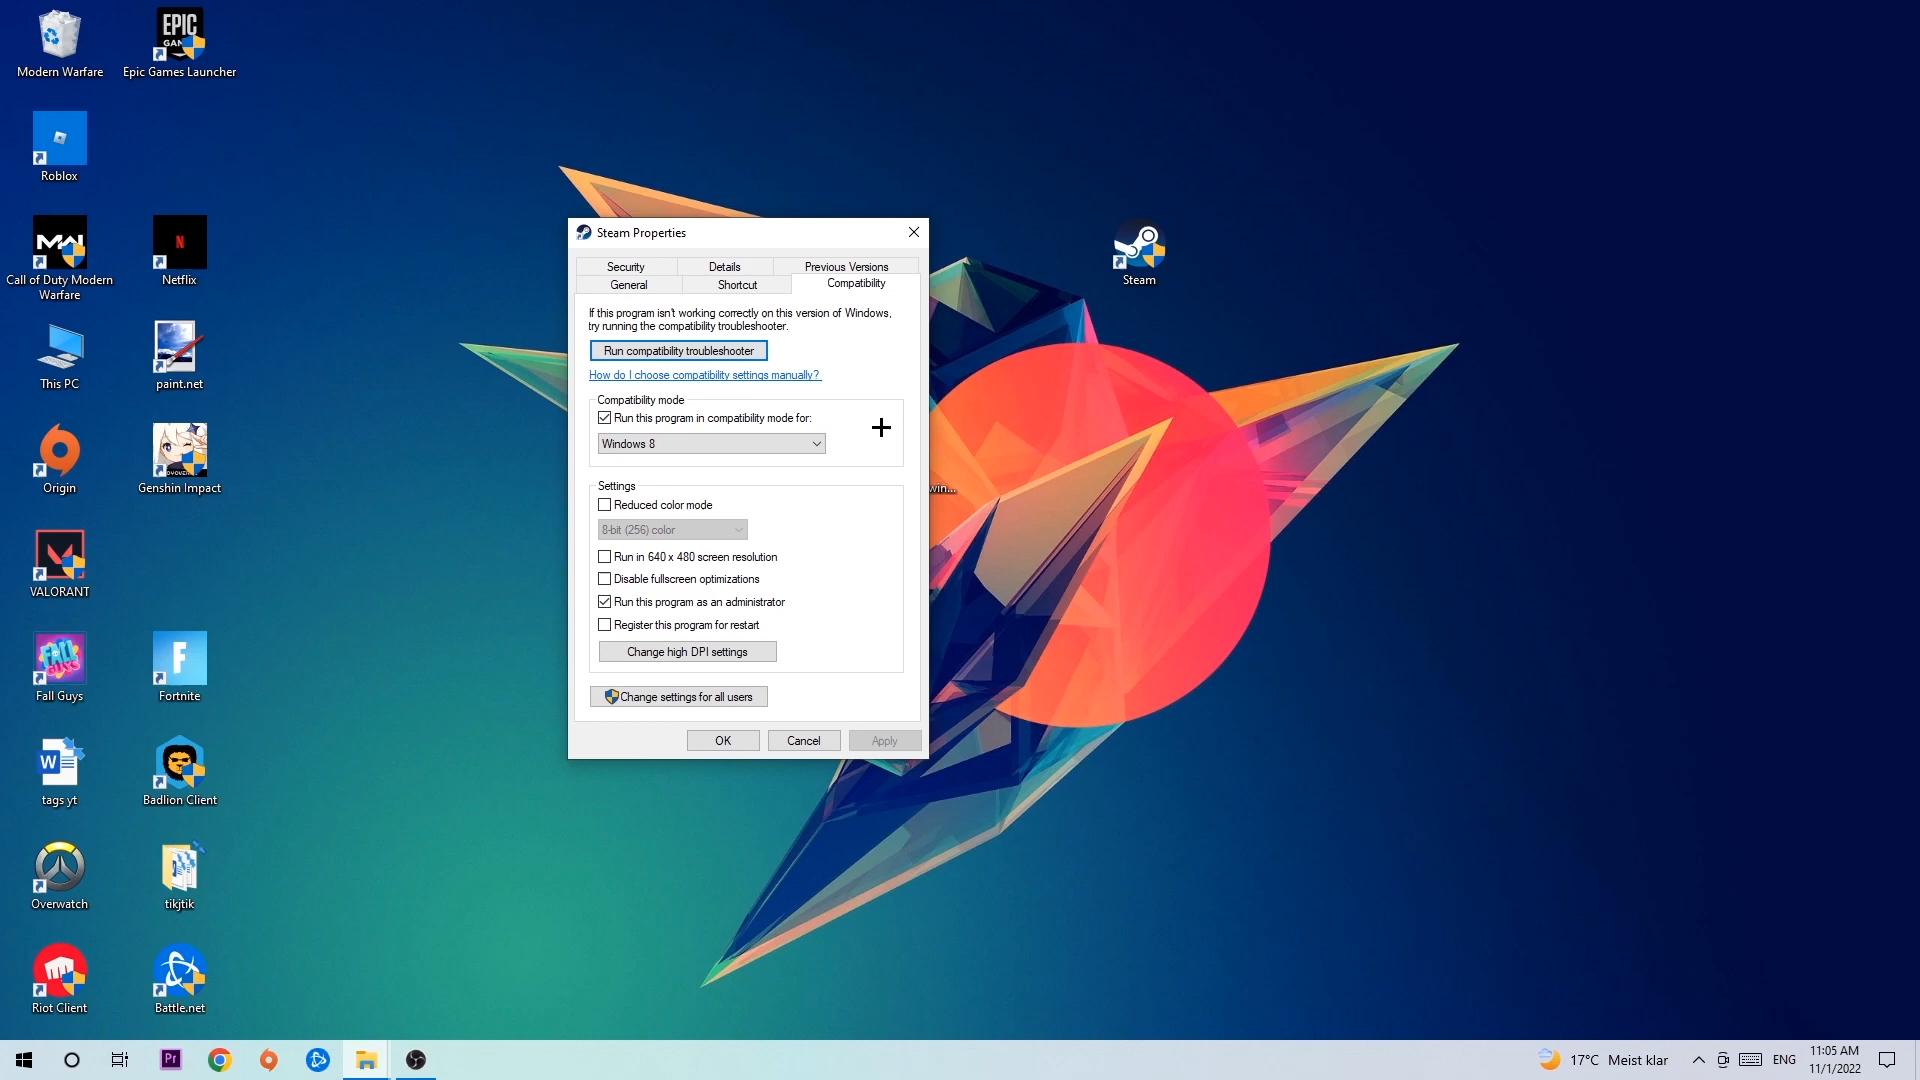 Modern Warfare
EPIC
Epic Games Launcher
Roblox
MW
Call of Duty Modern
Warfare
N
Netflix
This PC
paint.net
Origin
Genshin Impact
VALORANT
FALL
GUYS
Fall Guys
F
Fortnite
W
tags yt
Badlion Client
Overwatch
tikjtik
Riot Client
Battle.net
Steam
Steam Properties
Security
Details
Previous Versions
General
Shortcut
Compatibility
If this program isn't working correctly on this version of Windows,
try running the compatibility troubleshooter.
Run compatibility troubleshooter
How do I choose compatibility settings manually?
Compatibility mode
Run this program in compatibility mode for:
Windows 8
Settings
Reduced color mode
8-bit (256) color
Run in 640 x 480 screen resolution
Disable fullscreen optimizations
Run this program as an administrator
Register this program for restart
Change high DPI settings
Change settings for all users
OK
Cancel
Apply
win...
Pr
17°C Meist klar
ENG
11:05 AM
11/1/2022